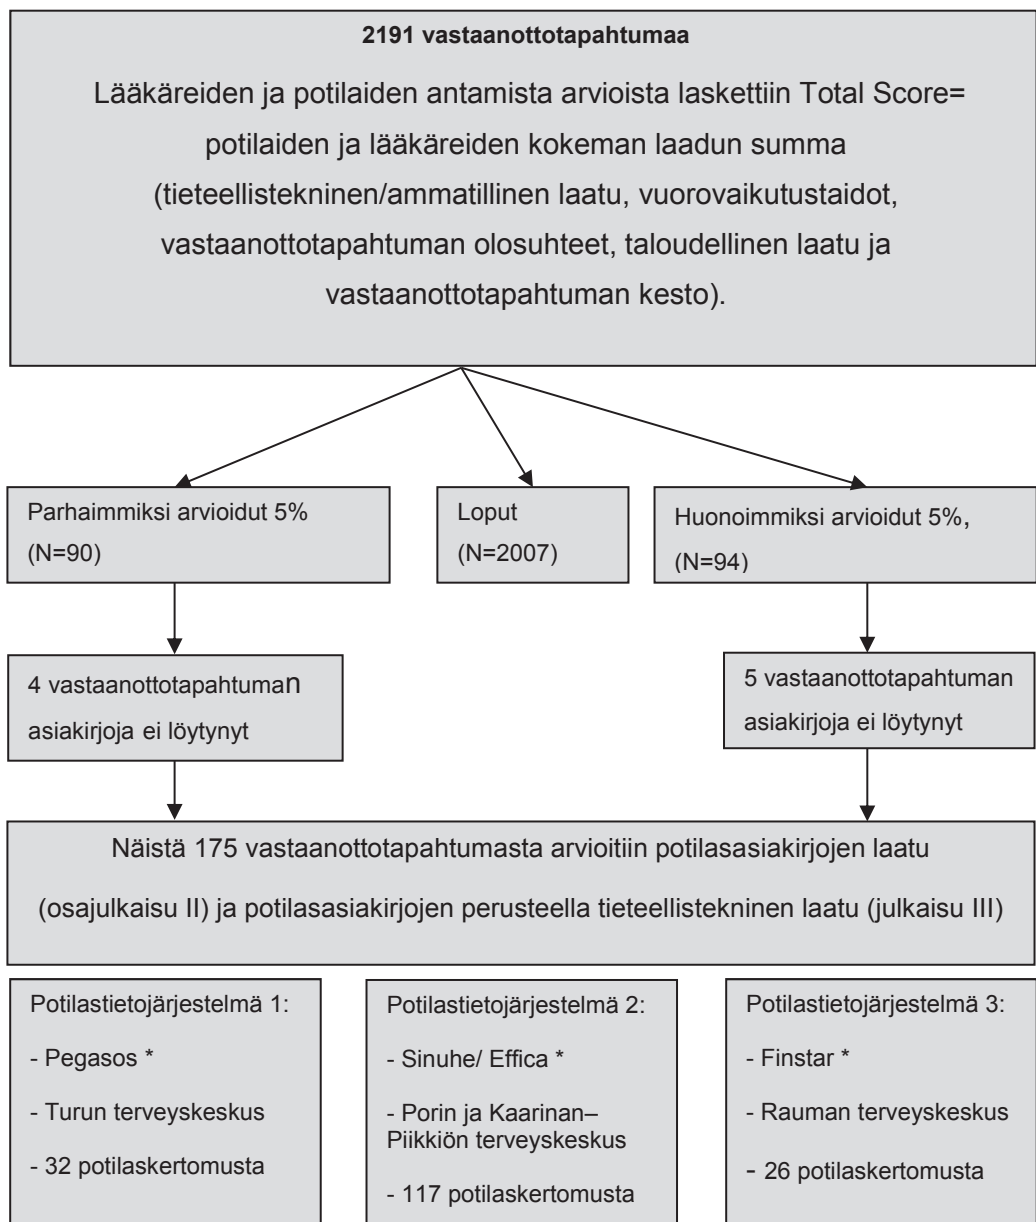 2191 vastaanottotapahtumaa
Lääkäreiden ja potilaiden antamista arvioista laskettiin Total Score=
potilaiden ja lääkäreiden kokeman laadun summa
(tieteellistekninen/ammatillinen laatu, vuorovaikutustaidot,
vastaanottotapahtuman olosuhteet, taloudellinen laatu ja
vastaanottotapahtuman kesto).
Parhaimmiksi arvioidut 5%
(N=90)
Loput
(N=2007)
Huonoimmiksi arvioidut 5%,
(N=94)
4 vastaanottotapahtuman
asiakirjoja ei löytynyt
5 vastaanottotapahtuman
asiakirjoja ei löytynyt
Näistä 175 vastaanottotapahtumasta arvioitiin potilasasiakirjojen laatu
(osajulkaisu II) ja potilasasiakirjojen perusteella tieteellistekninen laatu (julkaisu III)
Potilastietojärjestelmä 1:
- Pegasos *
- Turun terveyskeskus
- 32 potilaskertomusta
Potilastietojärjestelmä 2:
- Sinuhe/ Effica *
- Porin ja Kaarinan–
Piikkiön terveyskeskus
- 117 potilaskertomusta
Potilastietojärjestelmä 3:
- Finstar *
- Rauman terveyskeskus
- 26 potilaskertomusta